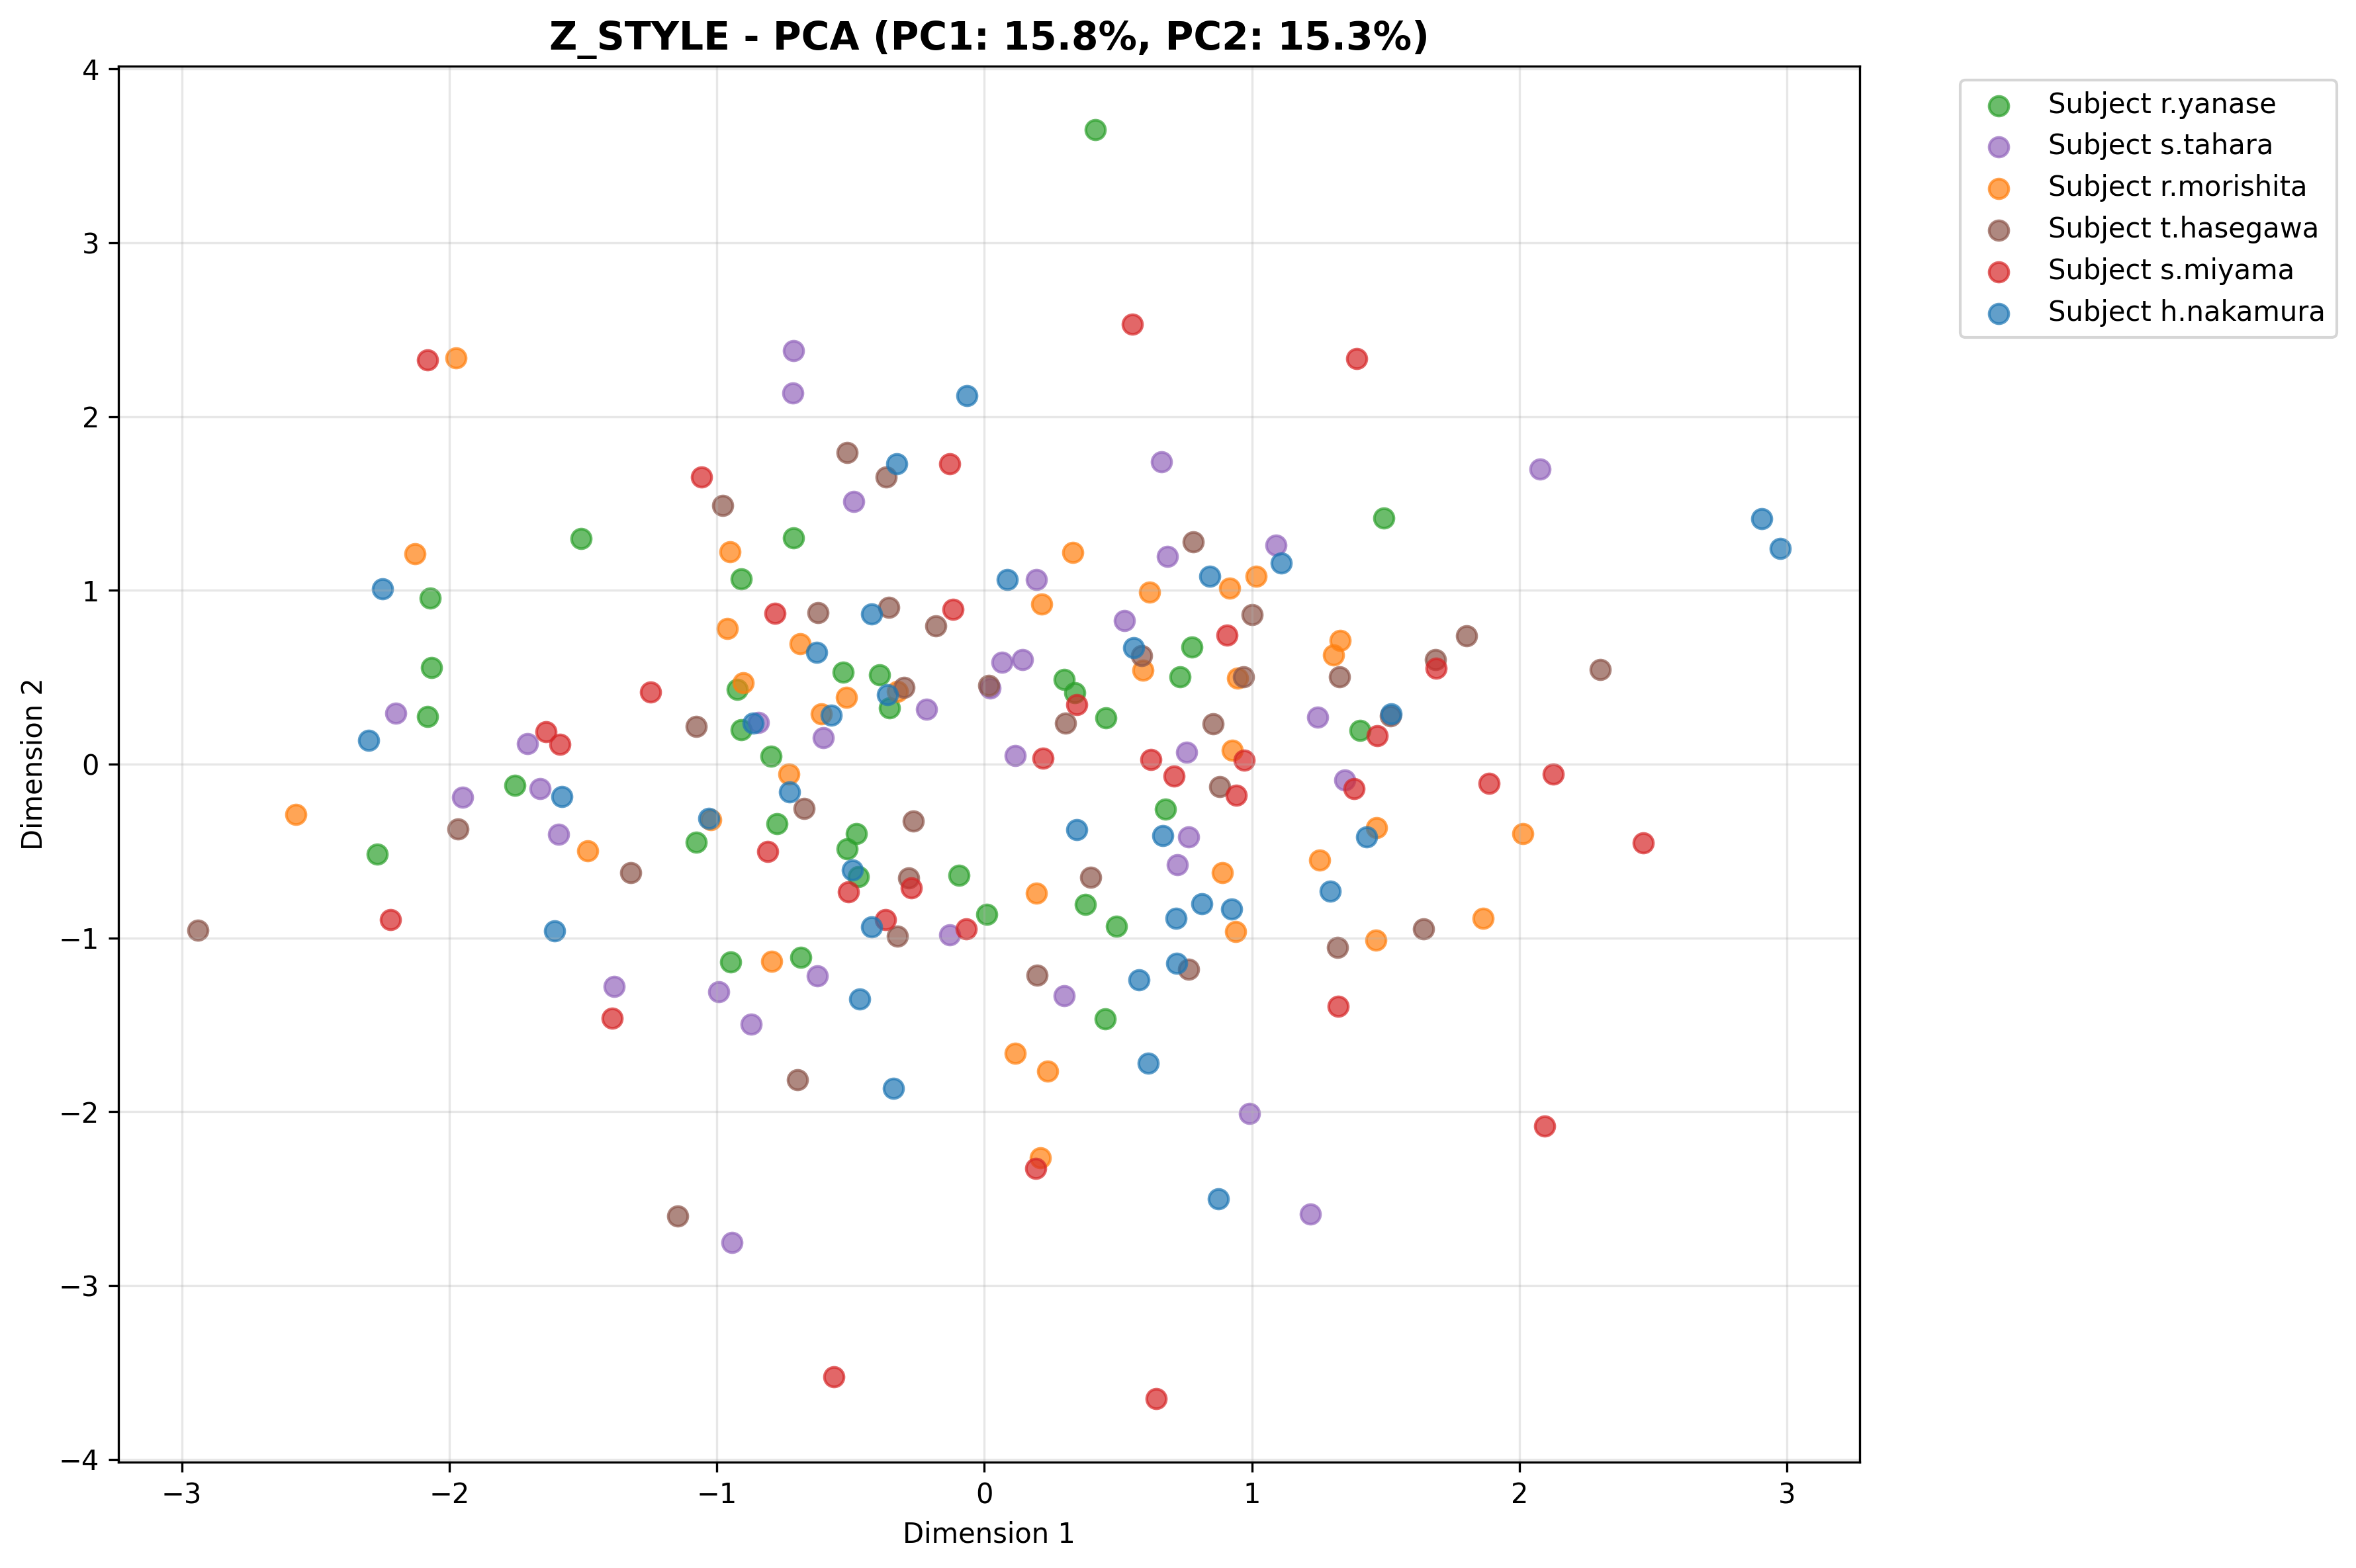 Z_STYLE - PCA (PC1: 15.8%, PC2: 15.3%)
4
3
2
1
0
−1
−2
−3
−4
Dimension 2
−3
−2
−1
0
1
2
3
Dimension 1
Subject r.yanase
Subject s.tahara
Subject r.morishita
Subject t.hasegawa
Subject s.miyama
Subject h.nakamura